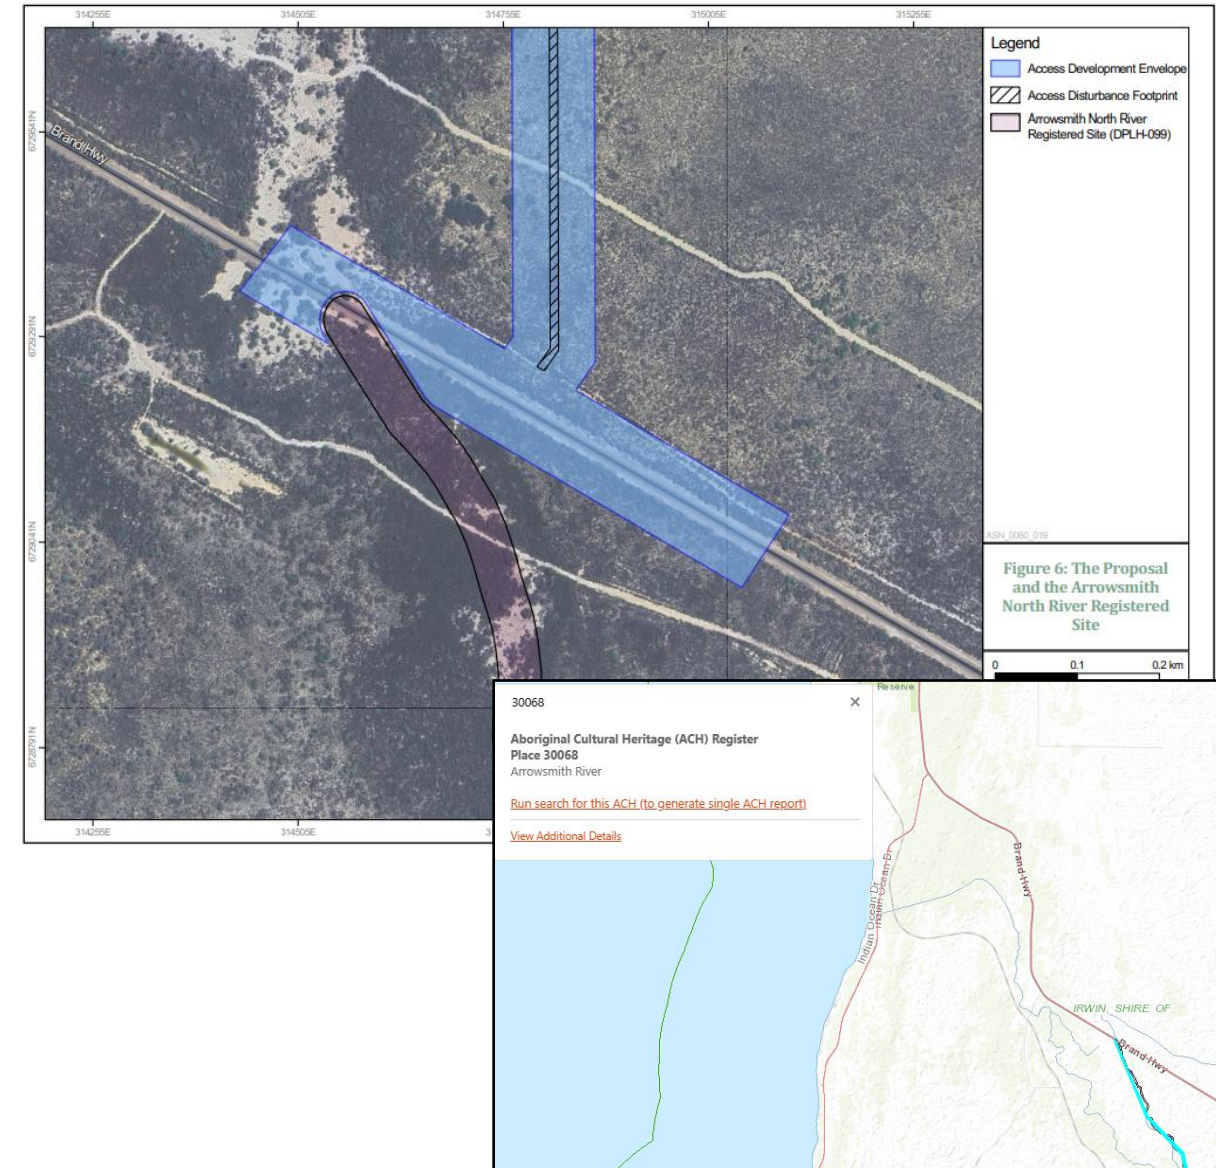 314255E
314505E
314755E
315005E
315255E
6729541N
6729291N
6729041N
6728791N
Brand Hwy
Legend
Access Development Envelope
Access Disturbance Footprint
Arrowsmith North River
Registered Site (DPLH-099)
ASN_0060_019
Figure 6: The Proposal
and the Arrowsmith
North River Registered
Site
0 0.1 0.2 km
314255E
314505E
30068
Aboriginal Cultural Heritage (ACH) Register
Place 30068
Arrowsmith River
Run search for this ACH (to generate single ACH report)
View Additional Details
Reserve
Brand Hwy
Indian Ocean Dr
Indian Ocean Dr
IRWIN, SHIRE OF
Brand-Hwy